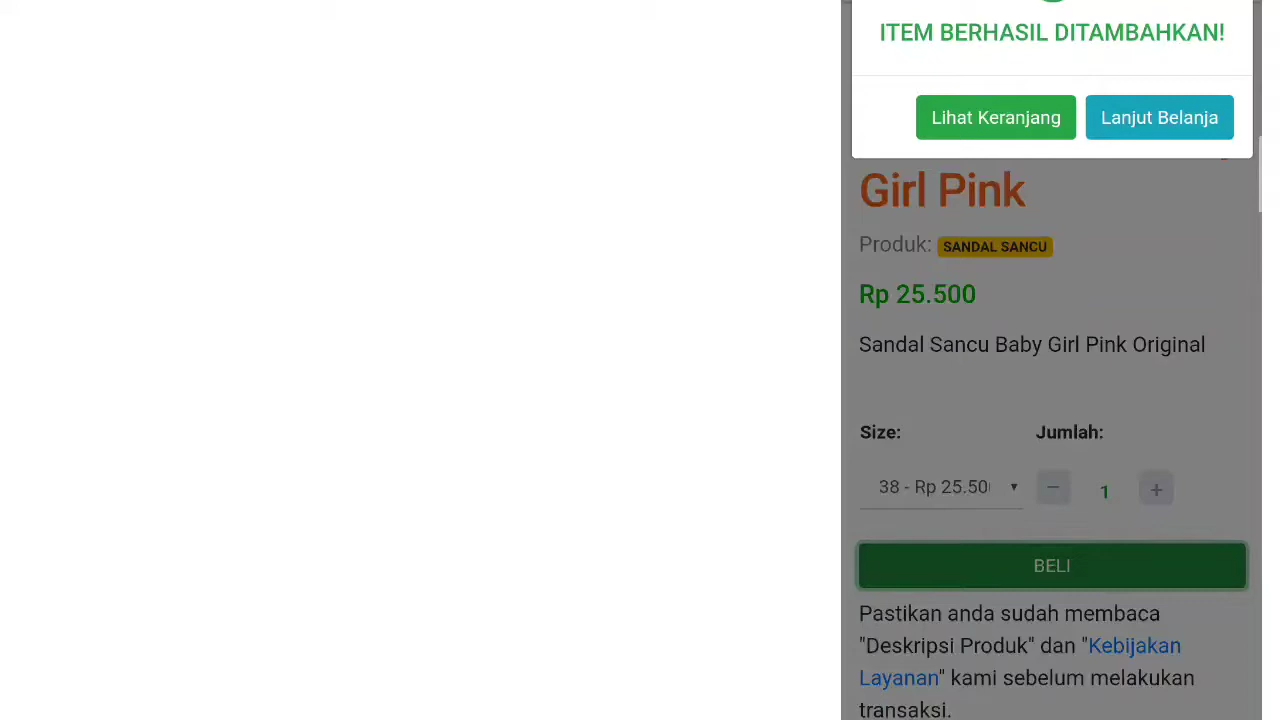 ITEM BERHASIL DITAMBAHKAN!
Lihat Keranjang
Lanjut Belanja
Girl Pink
Produk: SANDAL SANCU
Rp 25.500
Sandal Sancu Baby Girl Pink Original
Size:
Jumlah:
38 - Rp 25.50
1
BELI
Pastikan anda sudah membaca
"Deskripsi Produk" dan "Kebijakan
Layanan" kami sebelum melakukan
transaksi.